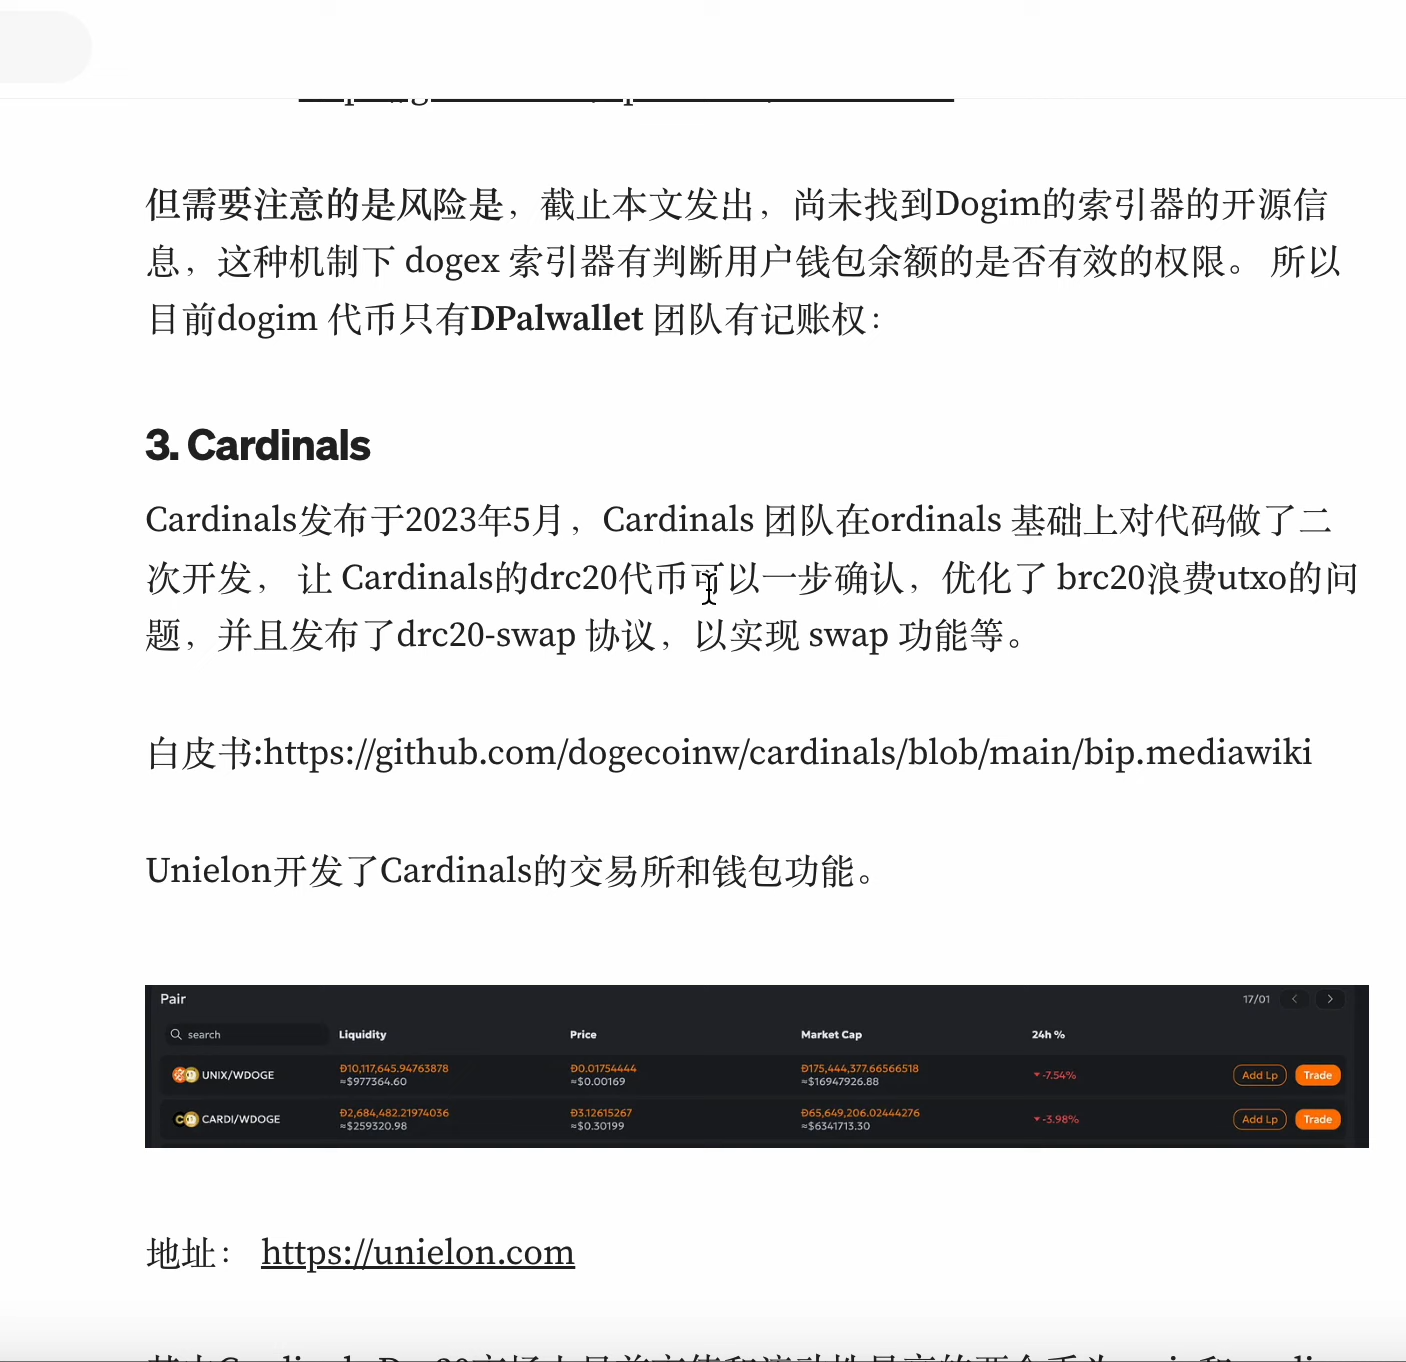 但需要注意的是风险是，截止本文发出，尚未找到Dogim的索引器的开源信
息，这种机制下 dogex 索引器有判断用户钱包余额的是否有效的权限。 所以
目前dogim 代币只有DPalwallet 团队有记账权：
3. Cardinals
Cardinals发布于2023年5月，Cardinals 团队在ordinals 基础上对代码做了二
次开发， 让 Cardinals的drc20代币可以一步确认，优化了 brc20浪费utxo的问
题，并且发布了drc20-swap 协议，以实现 swap 功能等。
白皮书:https://github.com/dogecoinw/cardinals/blob/main/bip.mediawiki
Unielon开发了Cardinals的交易所和钱包功能。
Pair 17/01
search Liquidity Price Market Cap 24h %
UNIX/WDOGE Ð10,117,645.94763878 Ð0.01754444 Ð175,444,377.66566518 -7.54% Add Lp Trade
≈$977364.60 ≈$0.00169 ≈$16947926.88
CARDI/WDOGE Ð2,684,482.21974036 Ð3.12615267 Ð65,649,206.02444276 -3.98% Add Lp Trade
≈$259320.98 ≈$0.30199 ≈$6341713.30
地址： https://unielon.com